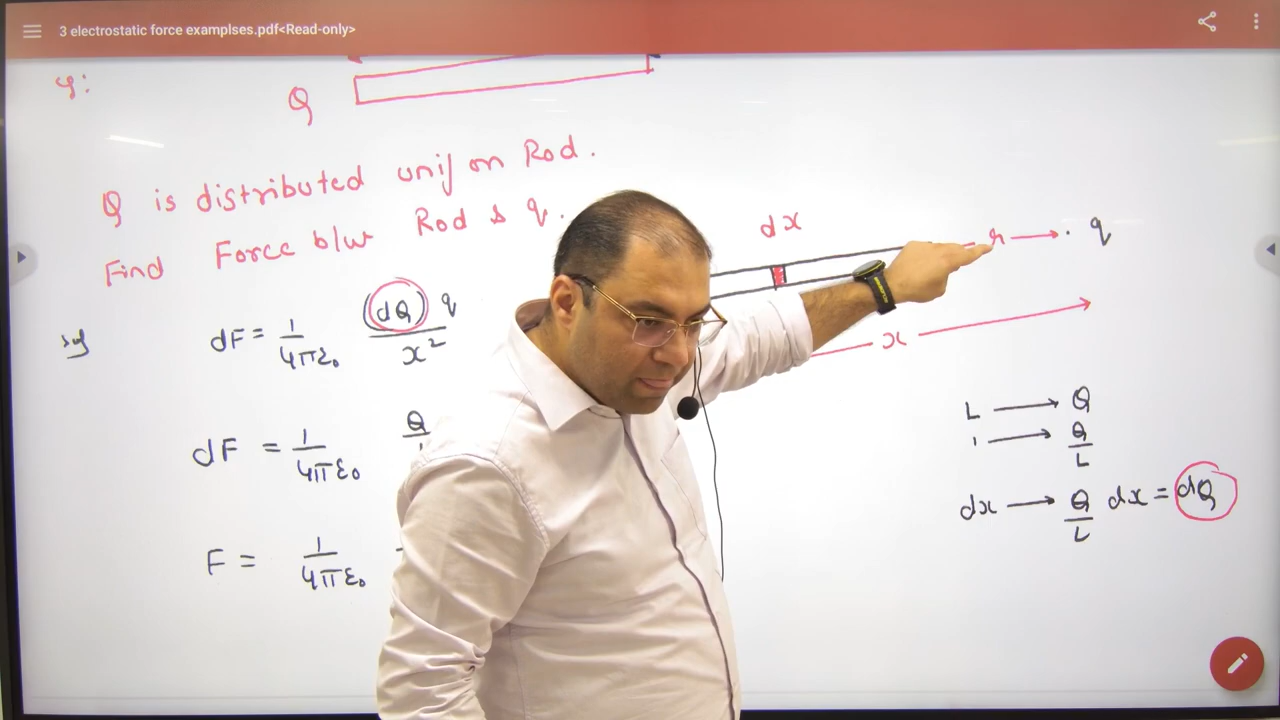 3 electrostatic force examplses.pdf<Read-only>
Q
Q is distributed unif on Rod.
Find Force b/w Rod & q.
dx
r
. q
x
dF = 1/4πε₀ (dQ) q / x²
dF = 1/4πε₀ Q
F = 1/4πε₀
L → Q
1 → Q/L
dx → Q/L dx = dQ